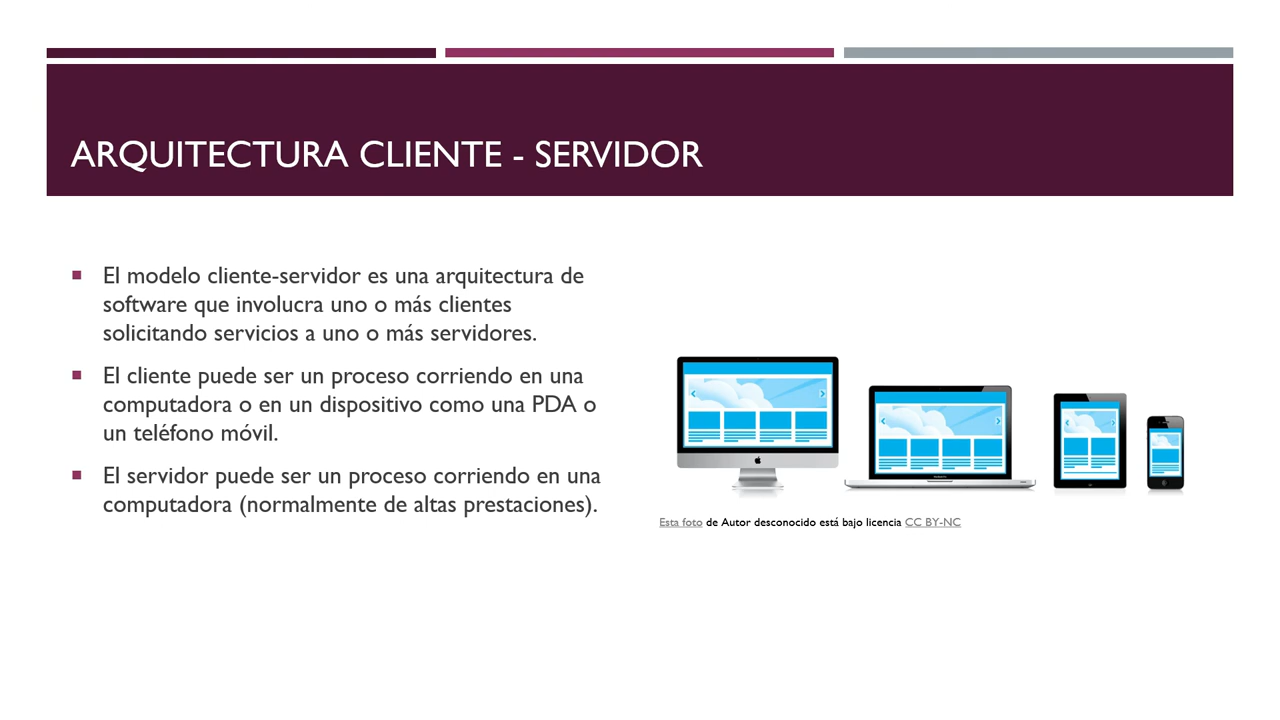 ARQUITECTURA CLIENTE - SERVIDOR
El modelo cliente-servidor es una arquitectura de
software que involucra uno o más clientes
solicitando servicios a uno o más servidores.
El cliente puede ser un proceso corriendo en una
computadora o en un dispositivo como una PDA o
un teléfono móvil.
El servidor puede ser un proceso corriendo en una
computadora (normalmente de altas prestaciones).
Esta foto de Autor desconocido está bajo licencia CC BY-NC